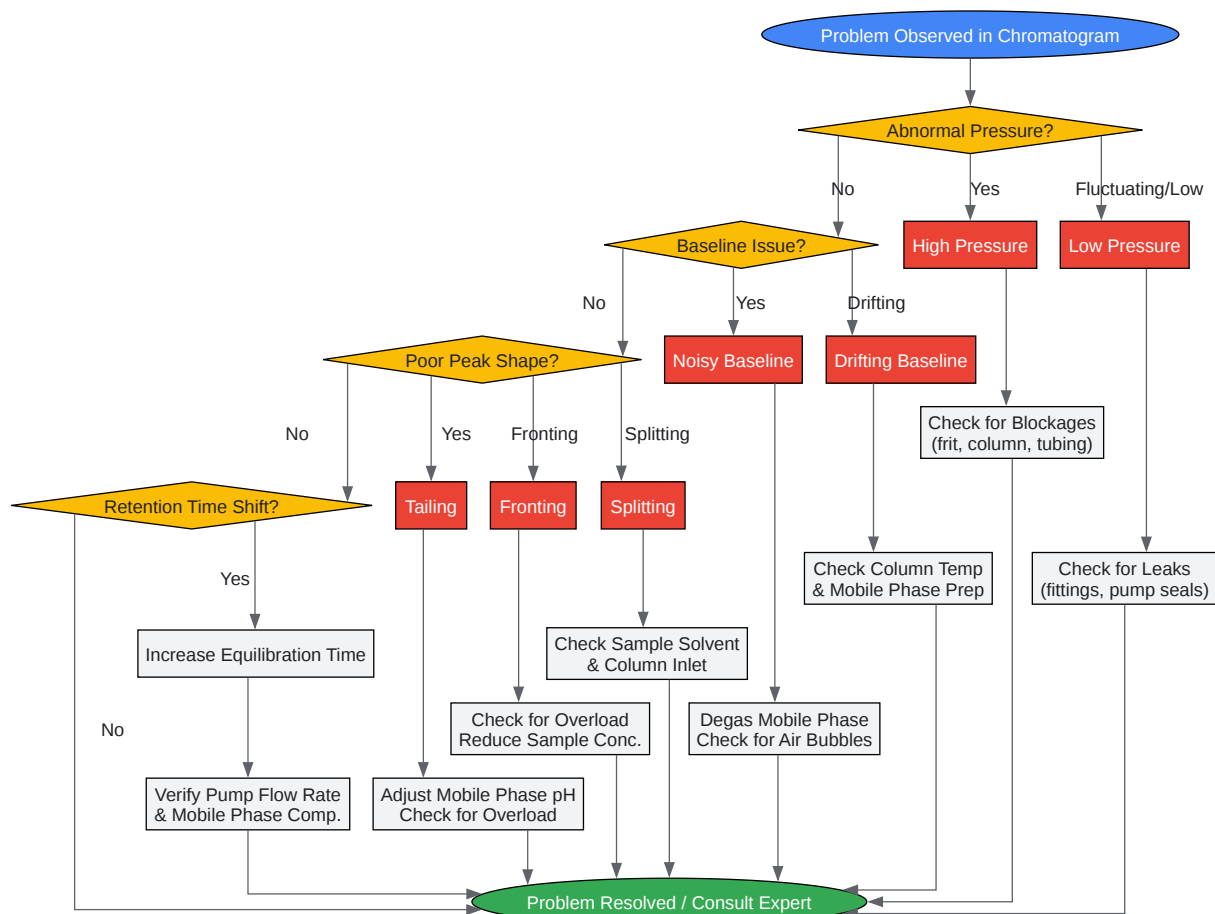 Problem Observed in Chromatogram
Abnormal Pressure?
No
Yes
Fluctuating/Low
Baseline Issue?
High Pressure
Low Pressure
No
Yes
Drifting
Poor Peak Shape?
Noisy Baseline
Drifting Baseline
No
Yes
Fronting
Splitting
Check for Blockages
(frit, column, tubing)
Retention Time Shift?
Tailing
Fronting
Splitting
Yes
Check Column Temp
& Mobile Phase Prep
Check for Leaks
(fittings, pump seals)
Increase Equilibration Time
Check Sample Solvent
& Column Inlet
No
Check for Overload
Reduce Sample Conc.
Degas Mobile Phase
Check for Air Bubbles
Verify Pump Flow Rate
& Mobile Phase Comp.
Adjust Mobile Phase pH
Check for Overload
Problem Resolved / Consult Expert